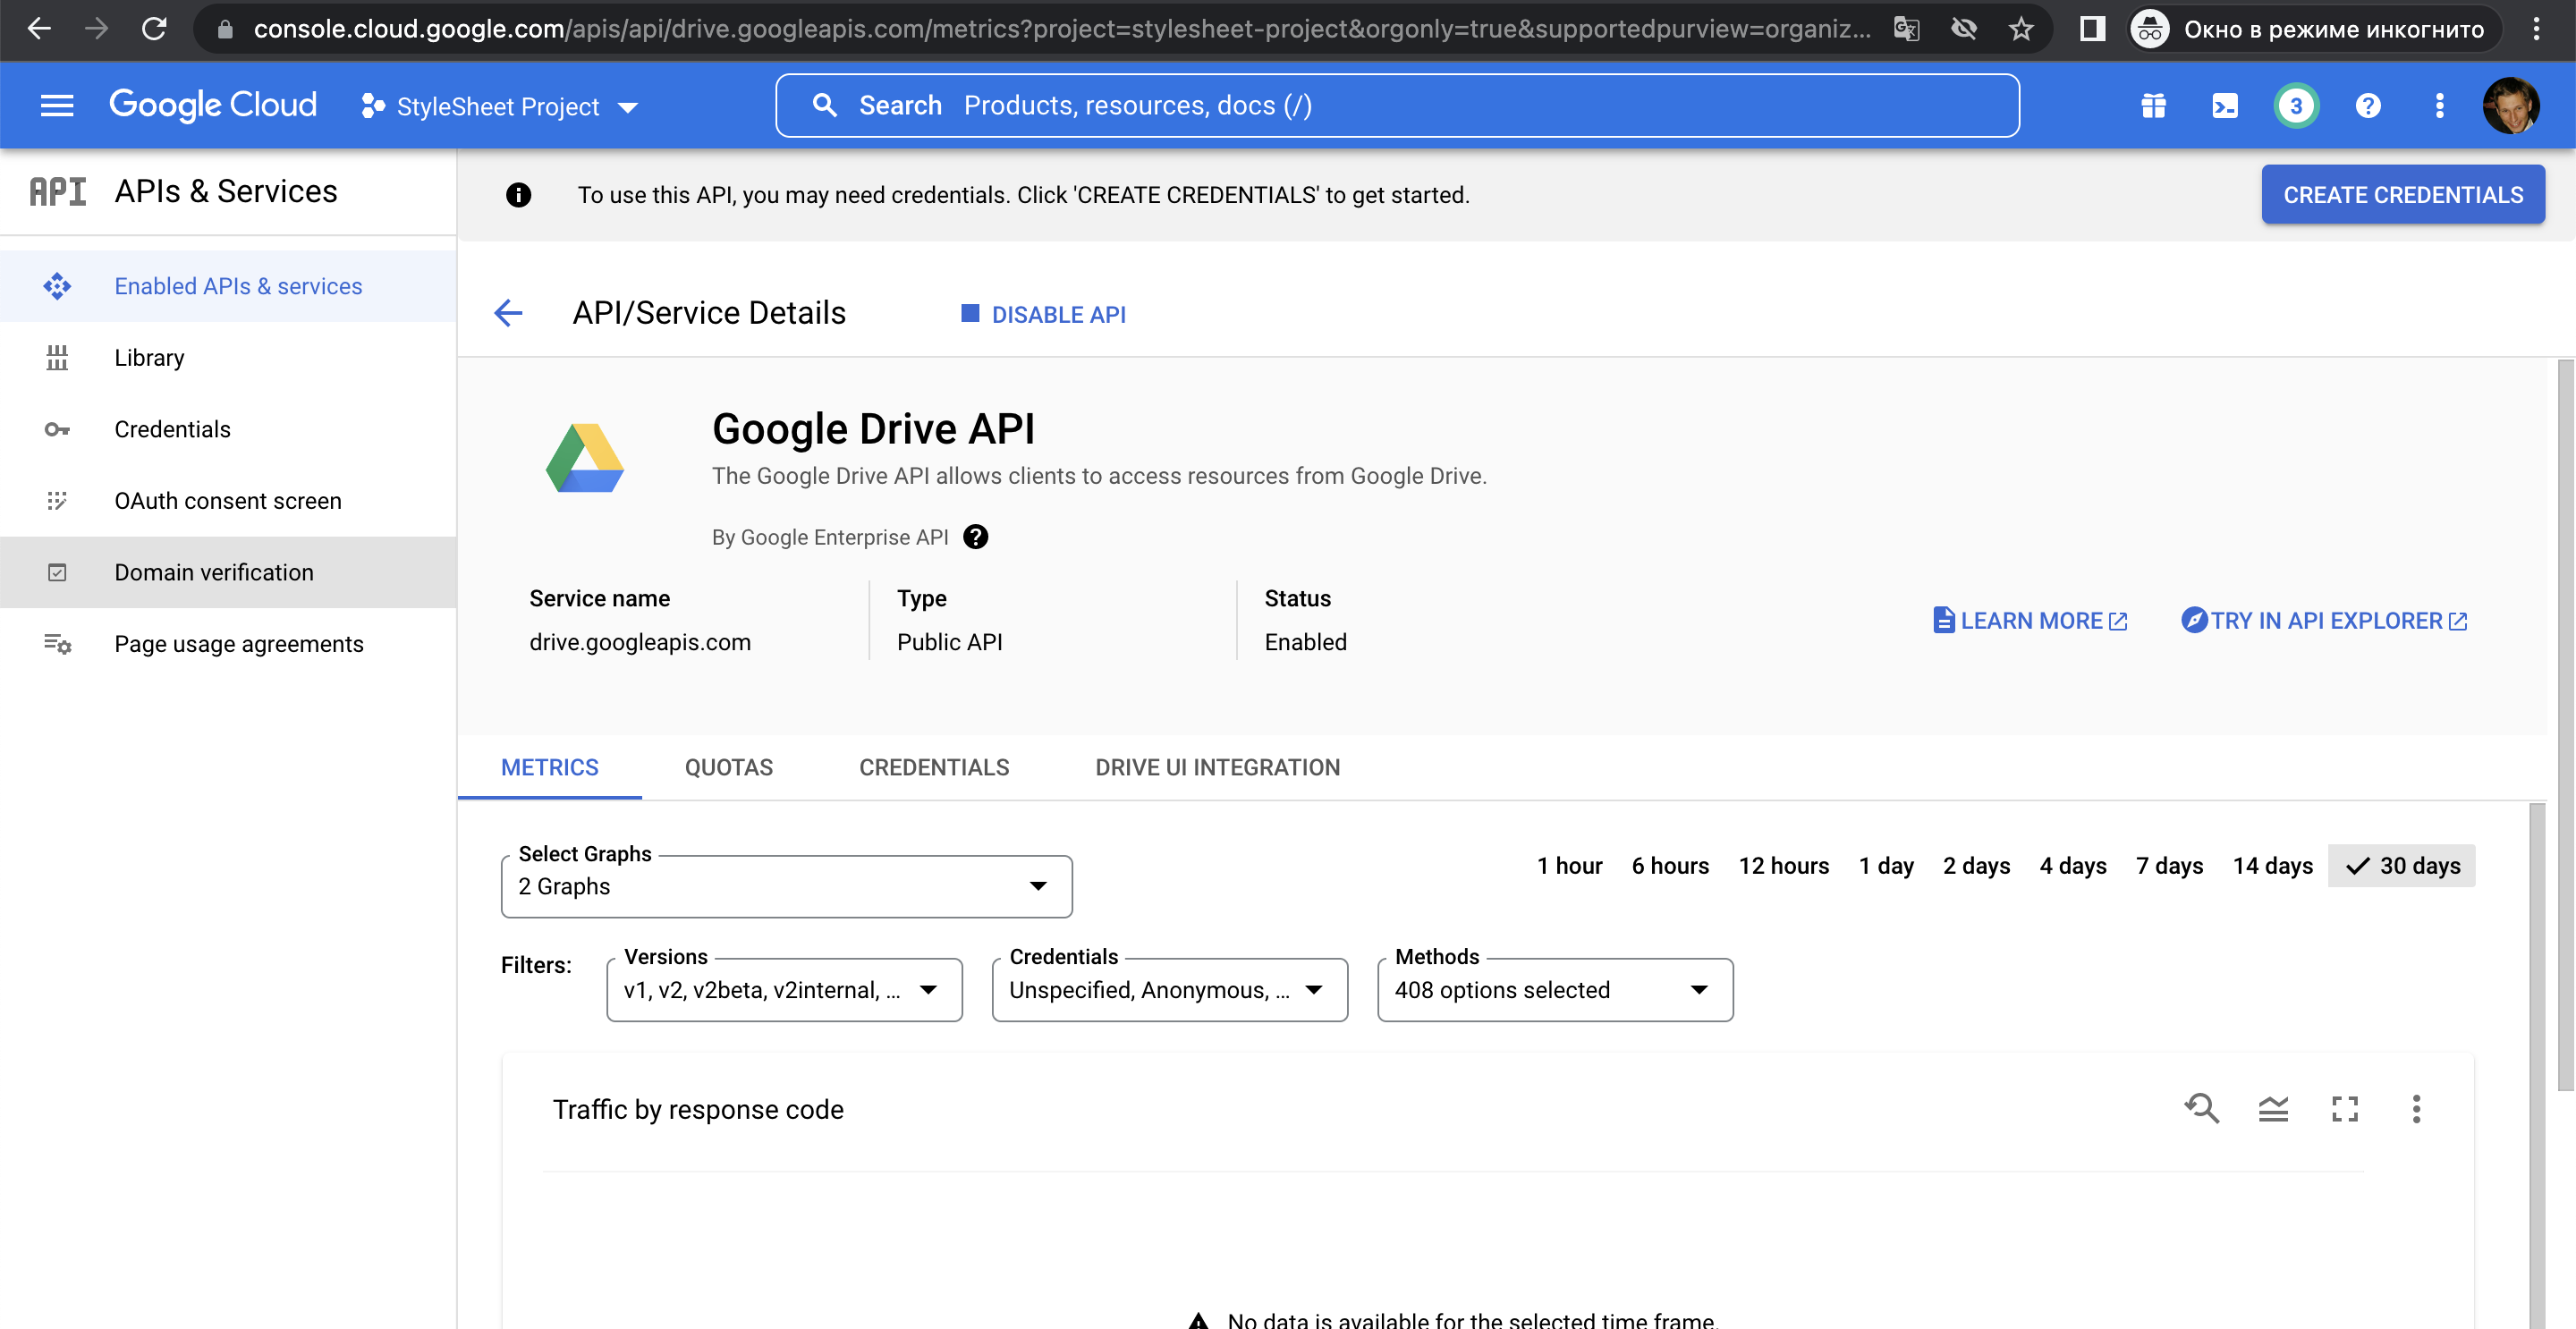 console.cloud.google.com/apis/api/drive.googleapis.com/metrics?project=stylesheet-project&orgonly=true&supportedpurview=organiz...
Окно в режиме инкогнито
Google Cloud
StyleSheet Project
Search Products, resources, docs (/)
3
API APIs & Services
To use this API, you may need credentials. Click 'CREATE CREDENTIALS' to get started.
CREATE CREDENTIALS
Enabled APIs & services
Library
Credentials
OAuth consent screen
Domain verification
Page usage agreements
API/Service Details
DISABLE API
Google Drive API
The Google Drive API allows clients to access resources from Google Drive.
By Google Enterprise API
Service name
drive.googleapis.com
Type
Public API
Status
Enabled
LEARN MORE
TRY IN API EXPLORER
METRICS QUOTAS CREDENTIALS DRIVE UI INTEGRATION
Select Graphs
2 Graphs
1 hour 6 hours 12 hours 1 day 2 days 4 days 7 days 14 days 30 days
Filters:
Versions
v1, v2, v2beta, v2internal, ...
Credentials
Unspecified, Anonymous, ...
Methods
408 options selected
Traffic by response code
No data is available for the selected time frame.